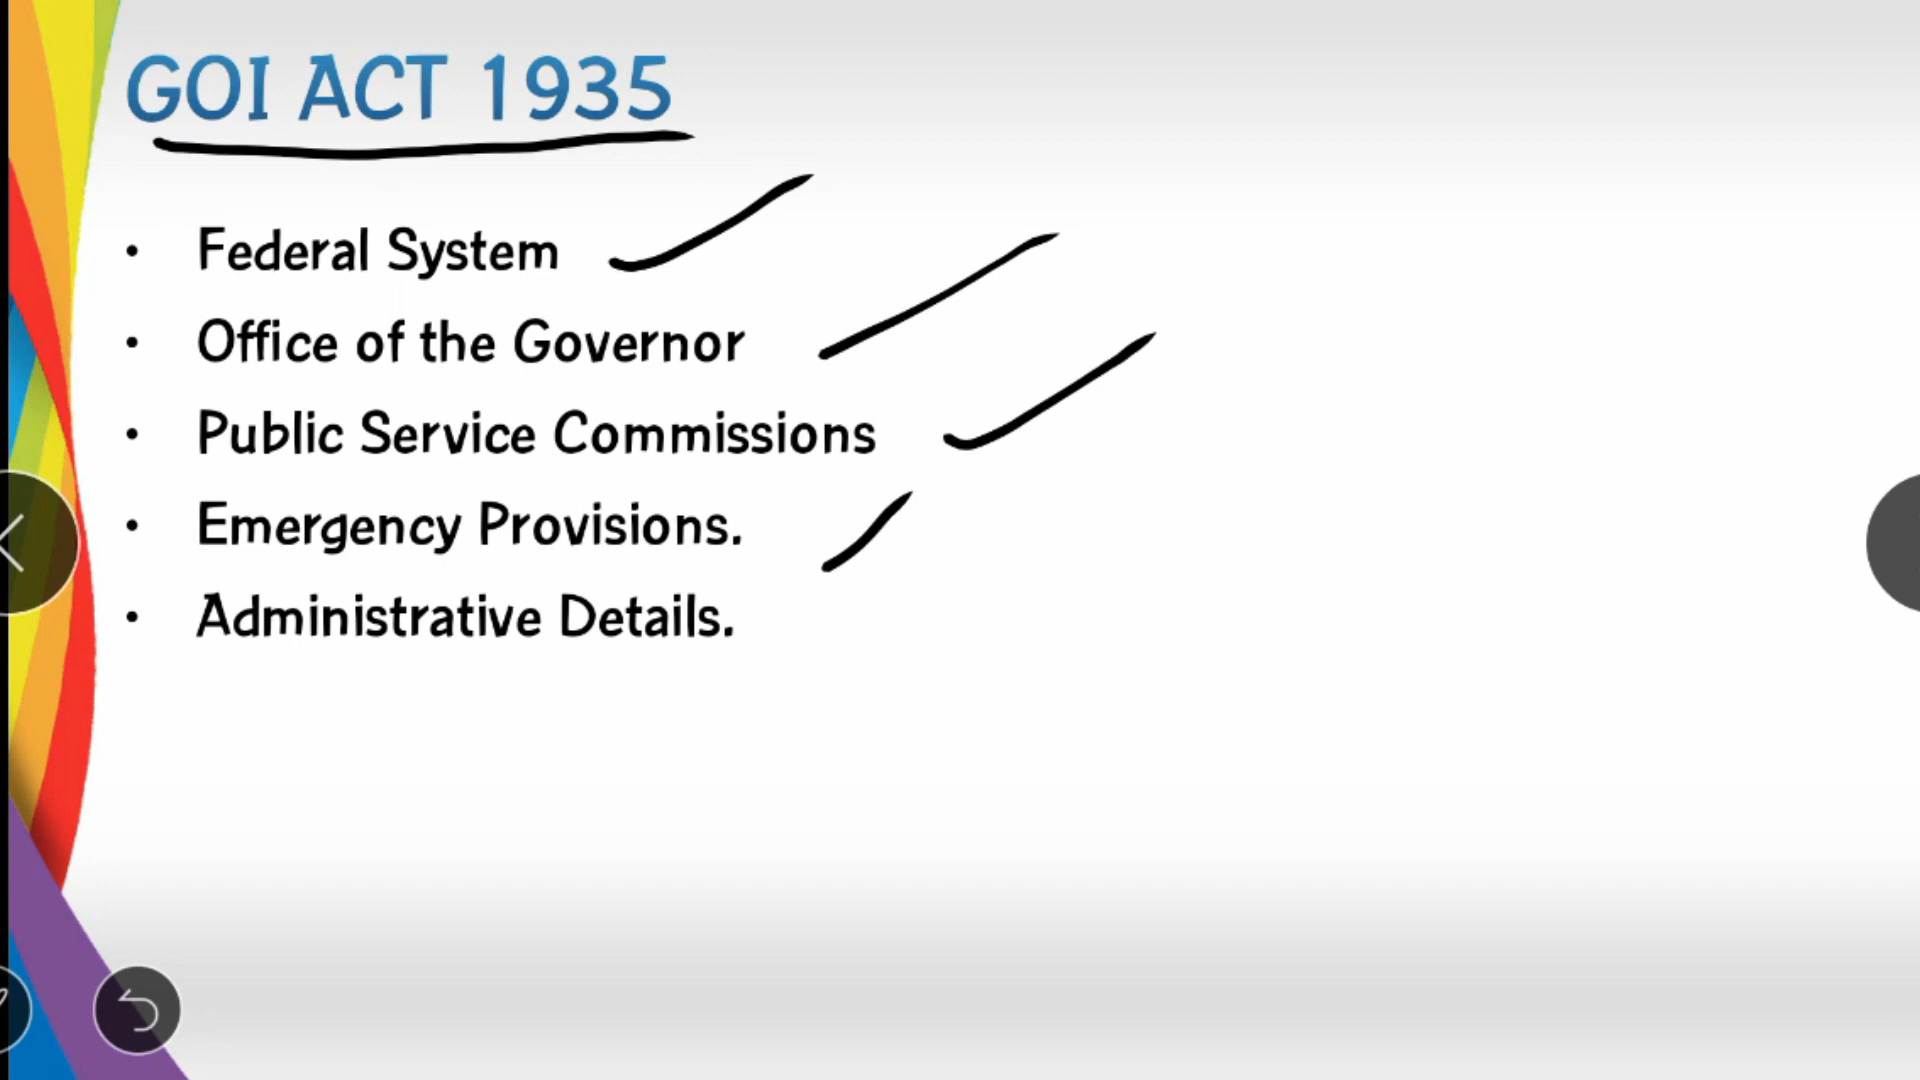 GOI ACT 1935
• Federal System
• Office of the Governor
• Public Service Commissions
• Emergency Provisions.
• Administrative Details.